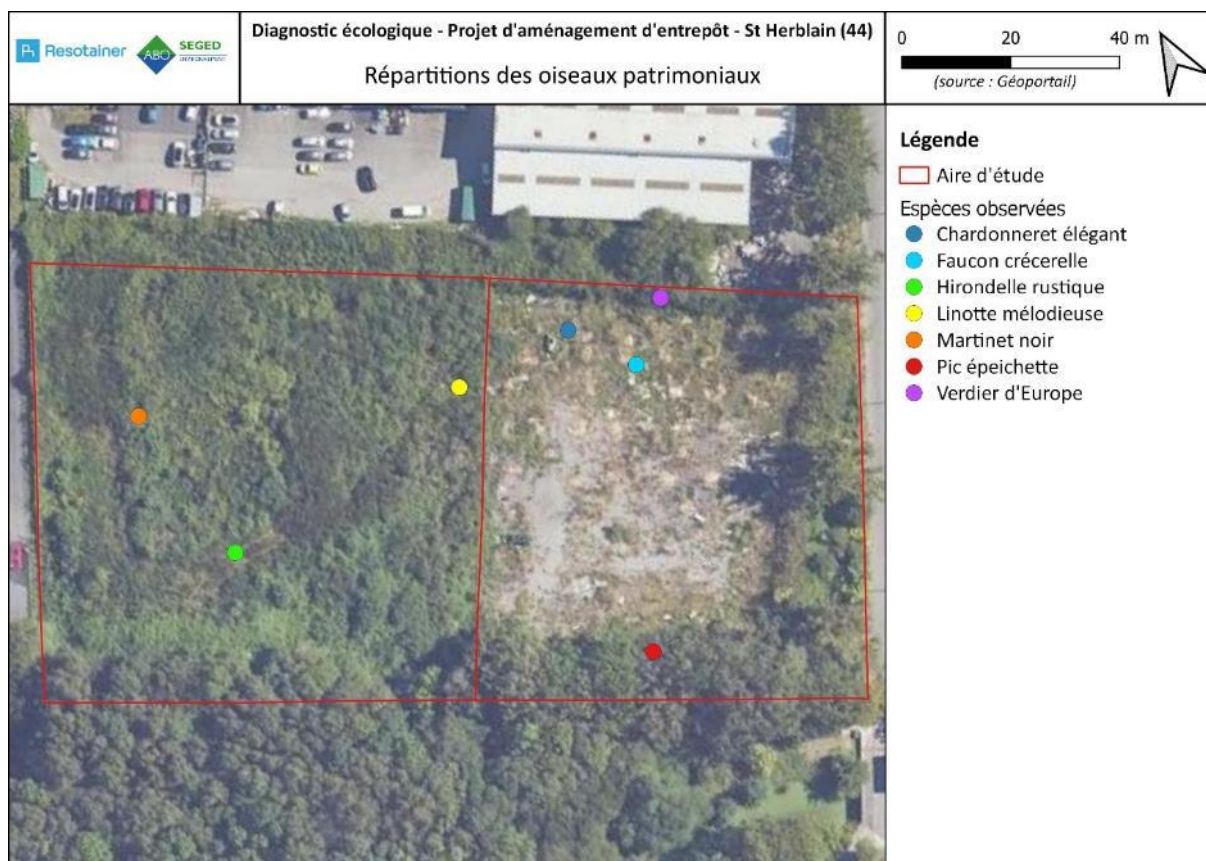 Resotainer
ABO
SEGED
Diagnostic écologique - Projet d'aménagement d'entrepôt - St Herblain (44)
Répartitions des oiseaux patrimoniaux
0 20 40 m
(source : Géoportail)
Légende
Aire d'étude
Espèces observées
Chardonneret élégant
Faucon crécerelle
Hirondelle rustique
Linotte mélodieuse
Martinet noir
Pic épeichette
Verdier d'Europe